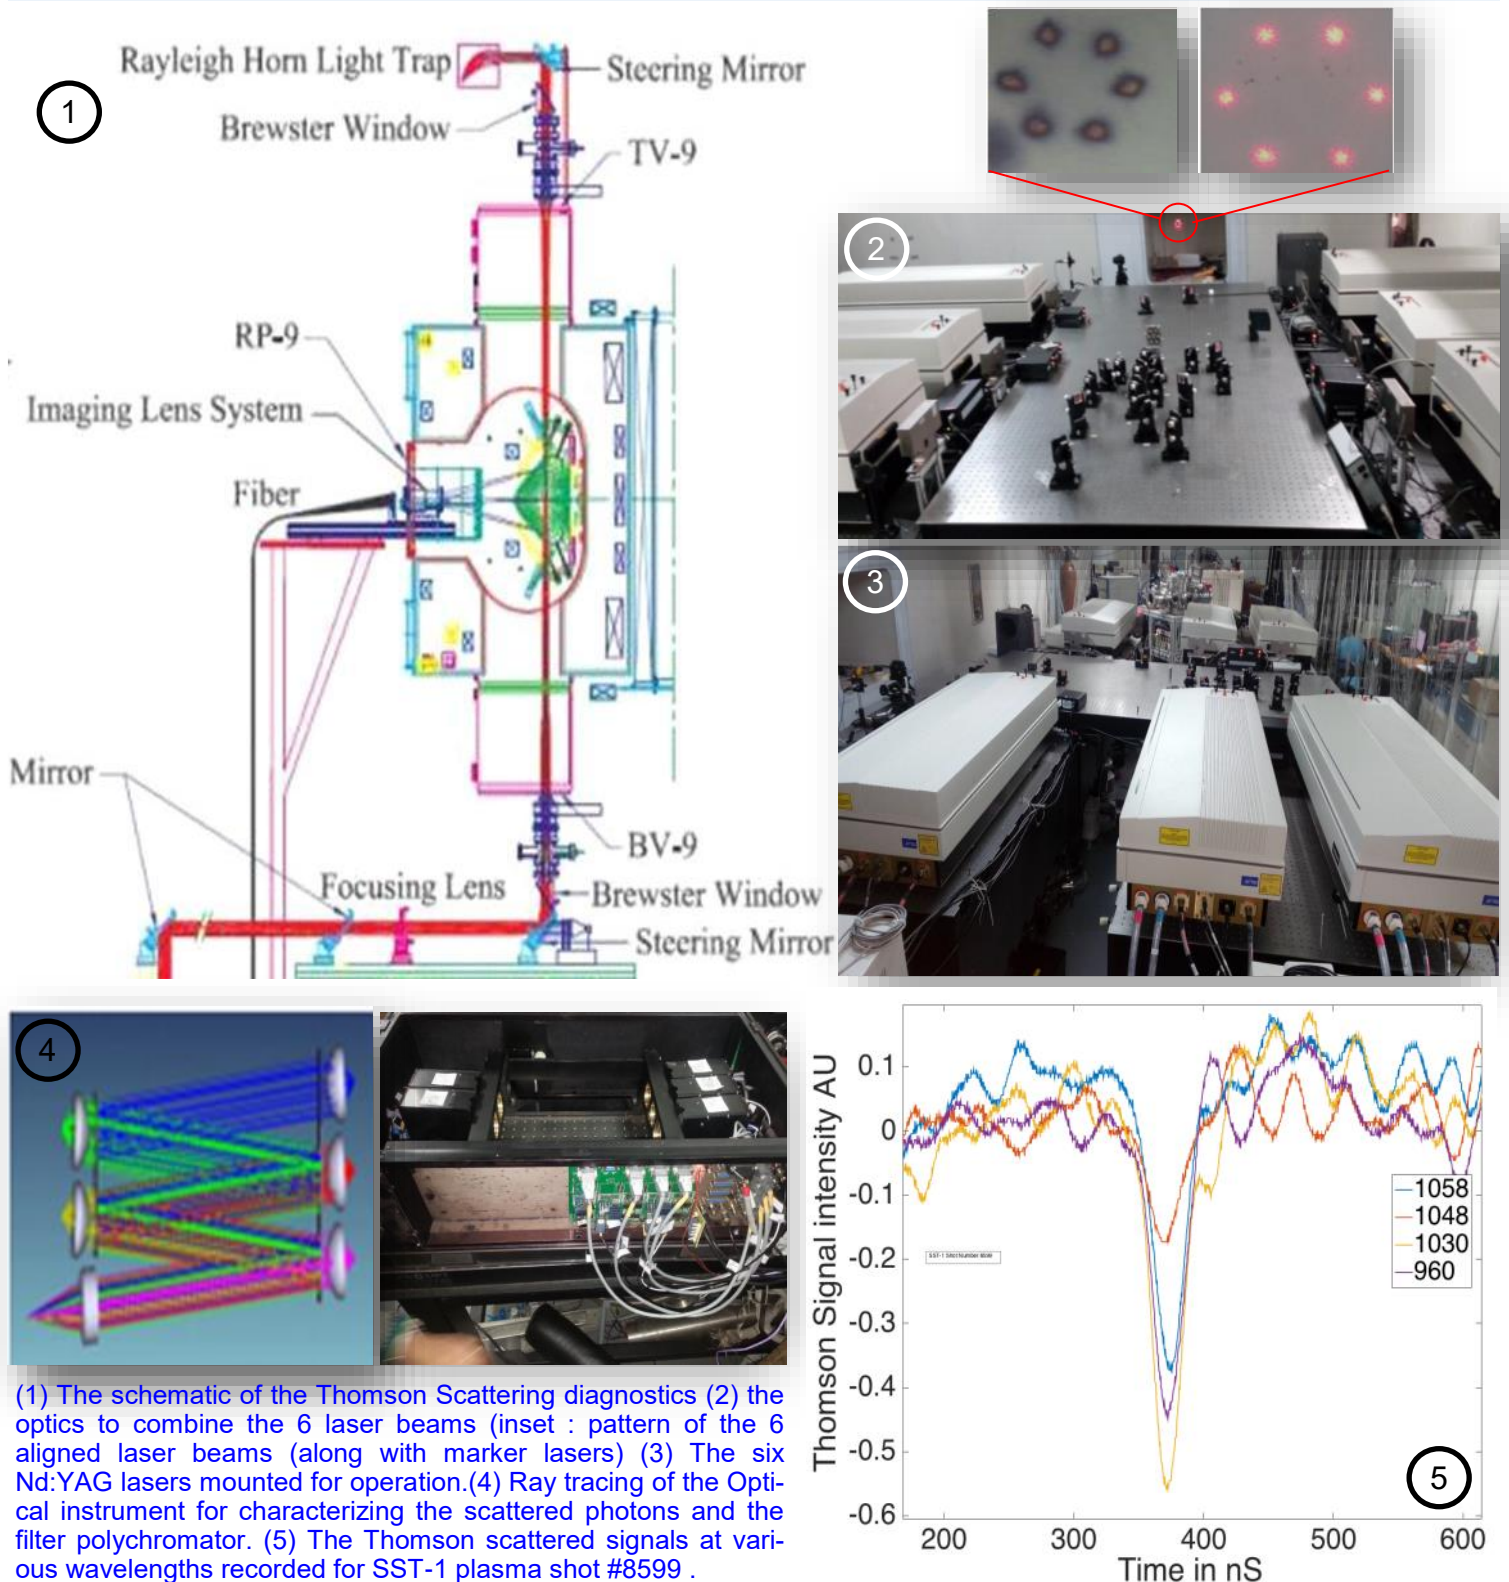 1
Rayleigh Horn Light Trap
Steering Mirror
Brewster Window
TV-9
RP-9
Imaging Lens System
Fiber
Mirror
BV-9
Focusing Lens
Brewster Window
Steering Mirror
2
3
4
Thomson Signal intensity AU
0.1
0
-0.1
-0.2
-0.3
-0.4
-0.5
-0.6
200 300 400 500 600
Time in nS
1058
1048
1030
960
5
(1) The schematic of the Thomson Scattering diagnostics (2) the
optics to combine the 6 laser beams (inset : pattern of the 6
aligned laser beams (along with marker lasers) (3) The six
Nd:YAG lasers mounted for operation.(4) Ray tracing of the Opti-
cal instrument for characterizing the scattered photons and the
filter polychromator. (5) The Thomson scattered signals at vari-
ous wavelengths recorded for SST-1 plasma shot #8599 .